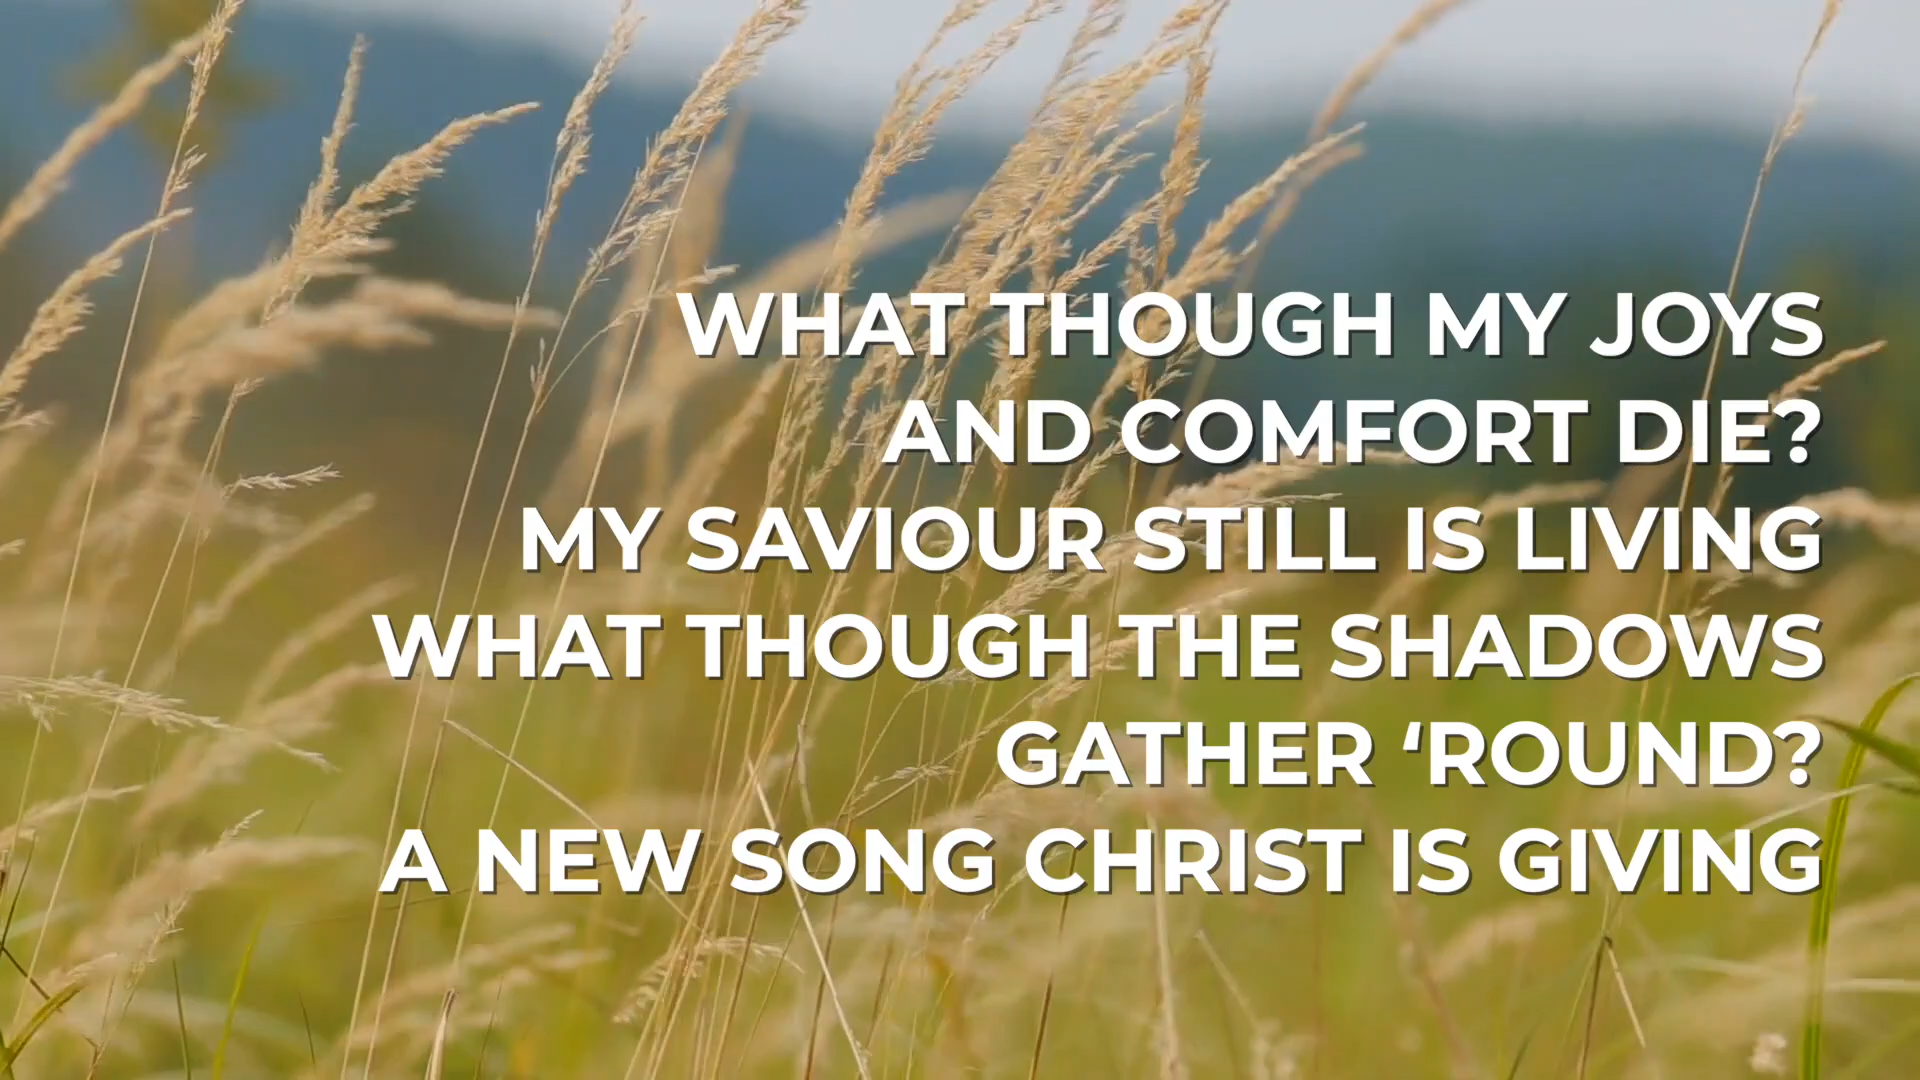 WHAT THOUGH MY JOYS
AND COMFORT DIE?
MY SAVIOUR STILL IS LIVING
WHAT THOUGH THE SHADOWS
GATHER ‘ROUND?
A NEW SONG CHRIST IS GIVING